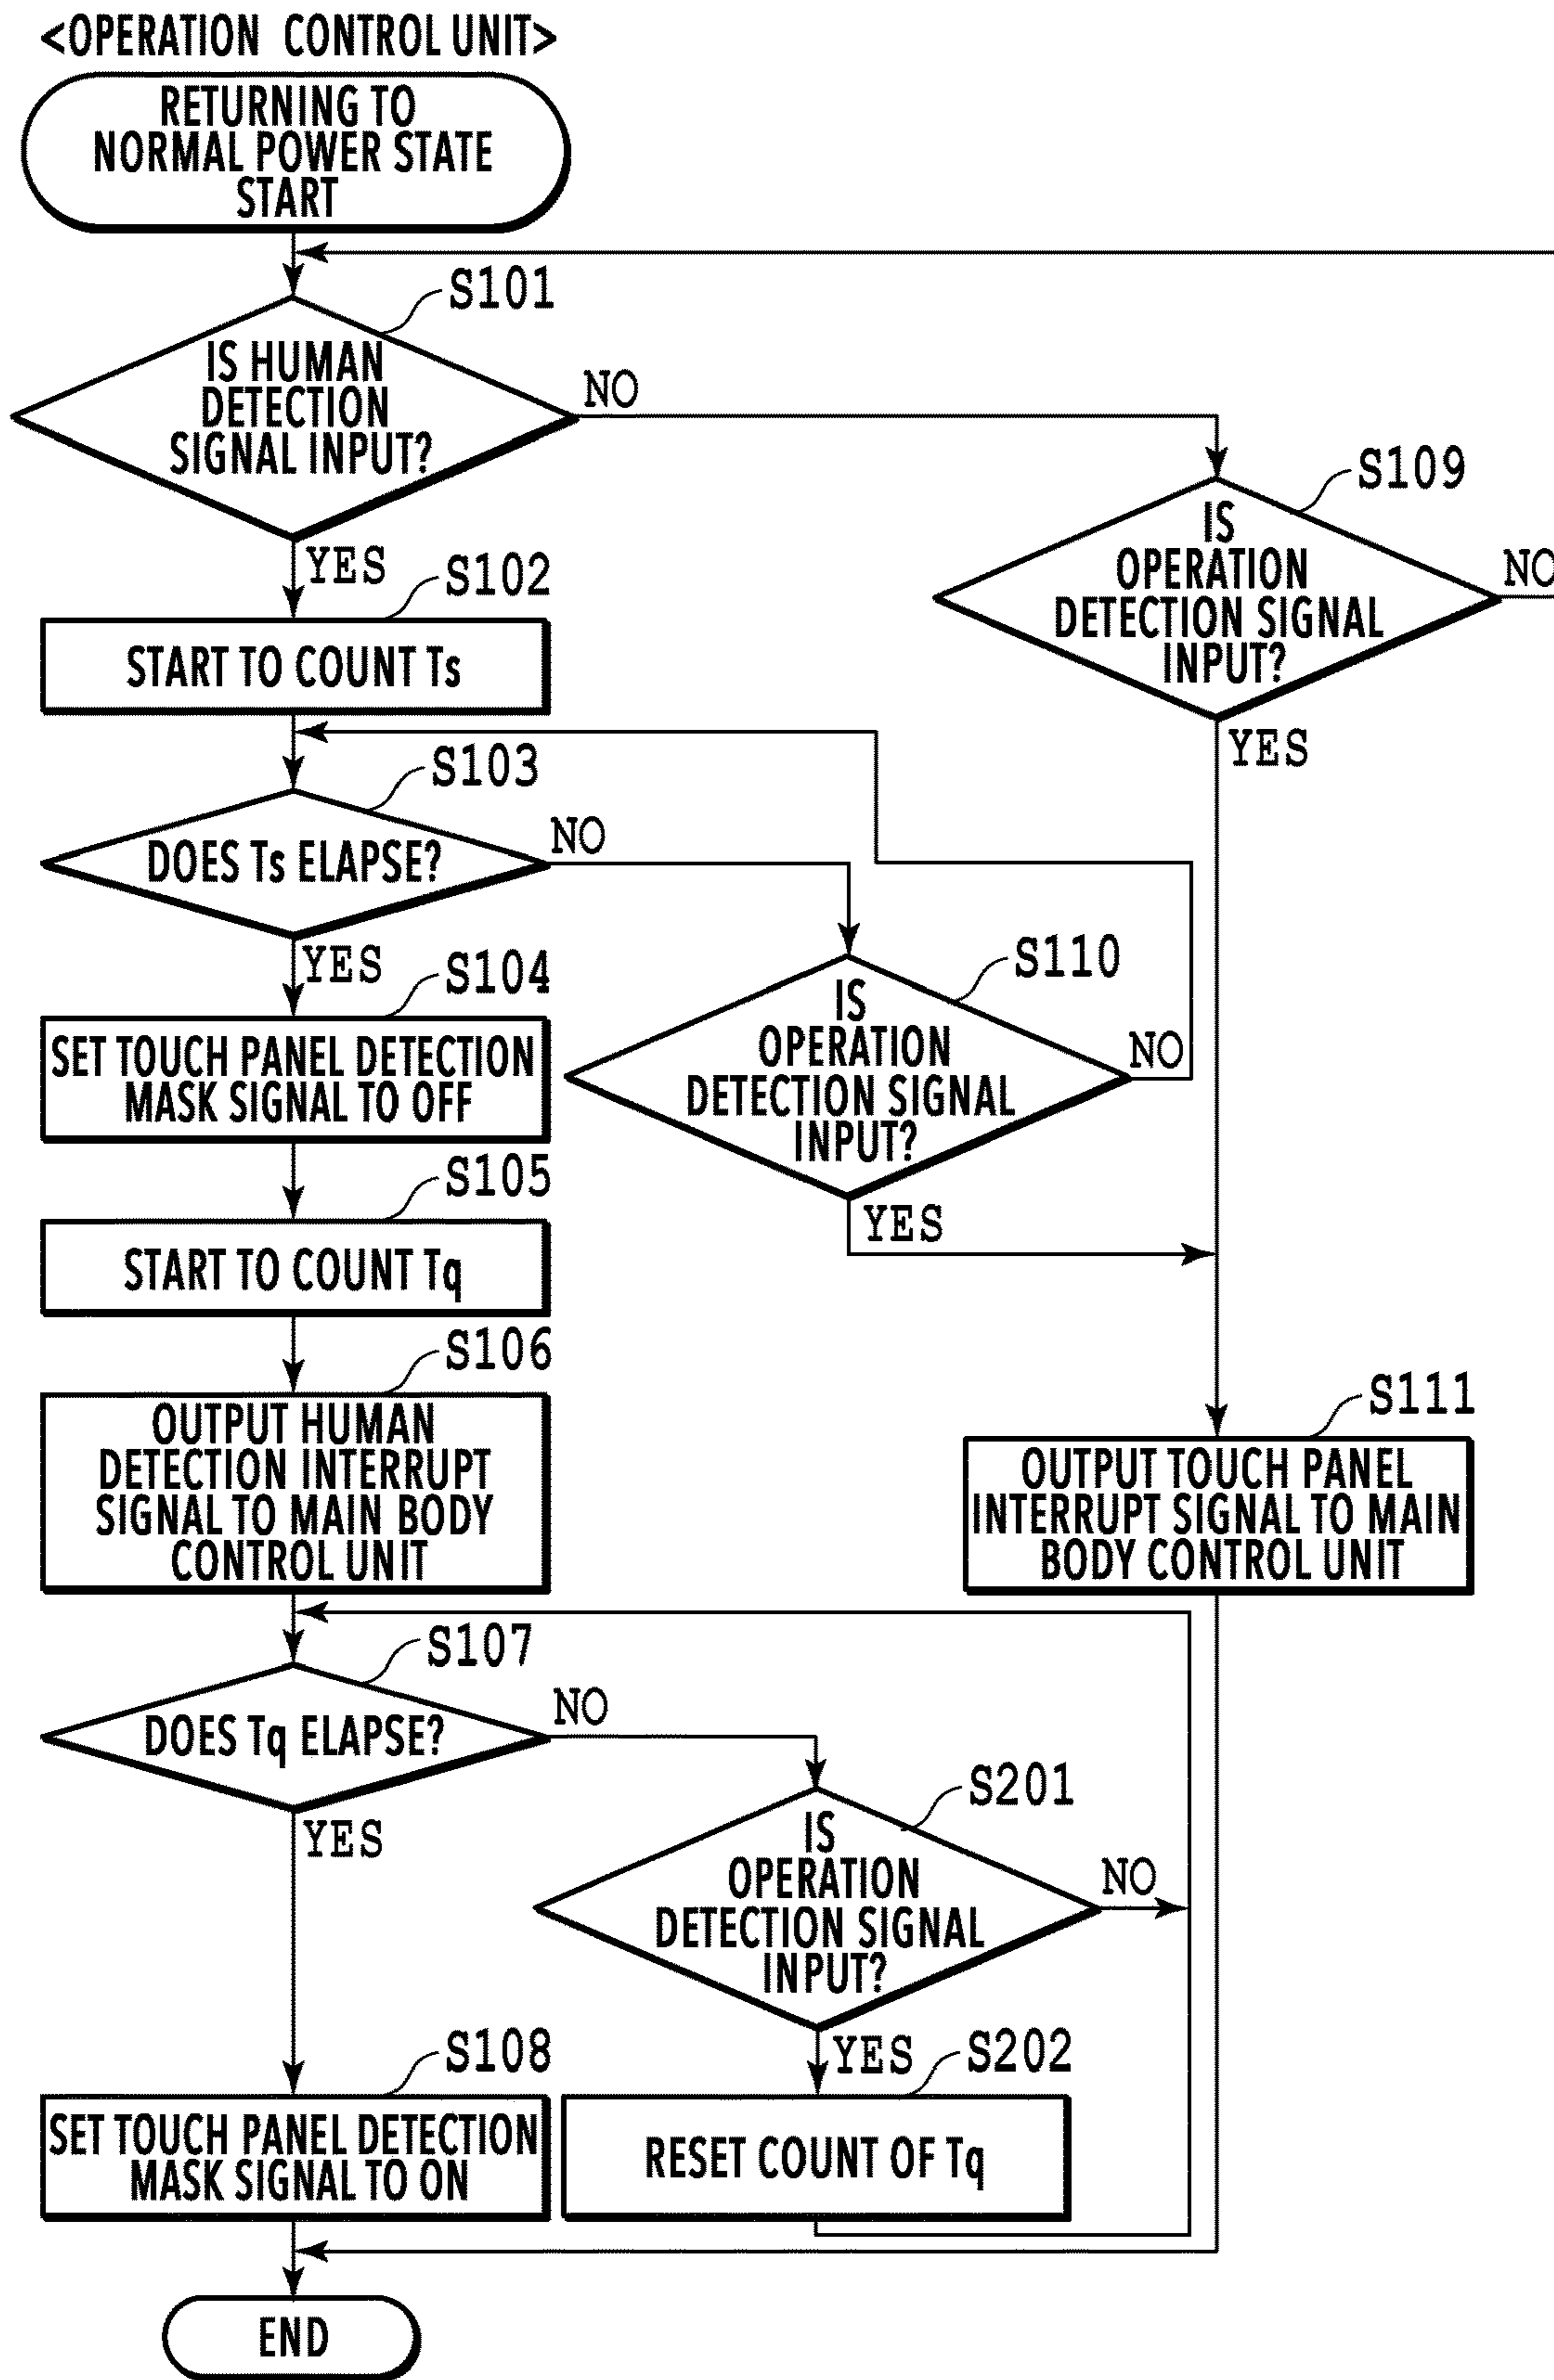 <OPERATION CONTROL UNIT>
RETURNING TO
NORMAL POWER STATE
START
S101
IS HUMAN
DETECTION
SIGNAL INPUT?
NO
YES
S109
IS
OPERATION
DETECTION SIGNAL
INPUT?
NO
YES
S102
START TO COUNT Ts
S103
DOES Ts ELAPSE?
NO
YES
S110
IS
OPERATION
DETECTION SIGNAL
INPUT?
NO
YES
S104
SET TOUCH PANEL DETECTION
MASK SIGNAL TO OFF
S105
START TO COUNT Tq
S106
OUTPUT HUMAN
DETECTION INTERRUPT
SIGNAL TO MAIN BODY
CONTROL UNIT
S111
OUTPUT TOUCH PANEL
INTERRUPT SIGNAL TO MAIN
BODY CONTROL UNIT
S107
DOES Tq ELAPSE?
NO
YES
S201
IS
OPERATION
DETECTION SIGNAL
INPUT?
NO
YES
S108
SET TOUCH PANEL DETECTION
MASK SIGNAL TO ON
S202
RESET COUNT OF Tq
END